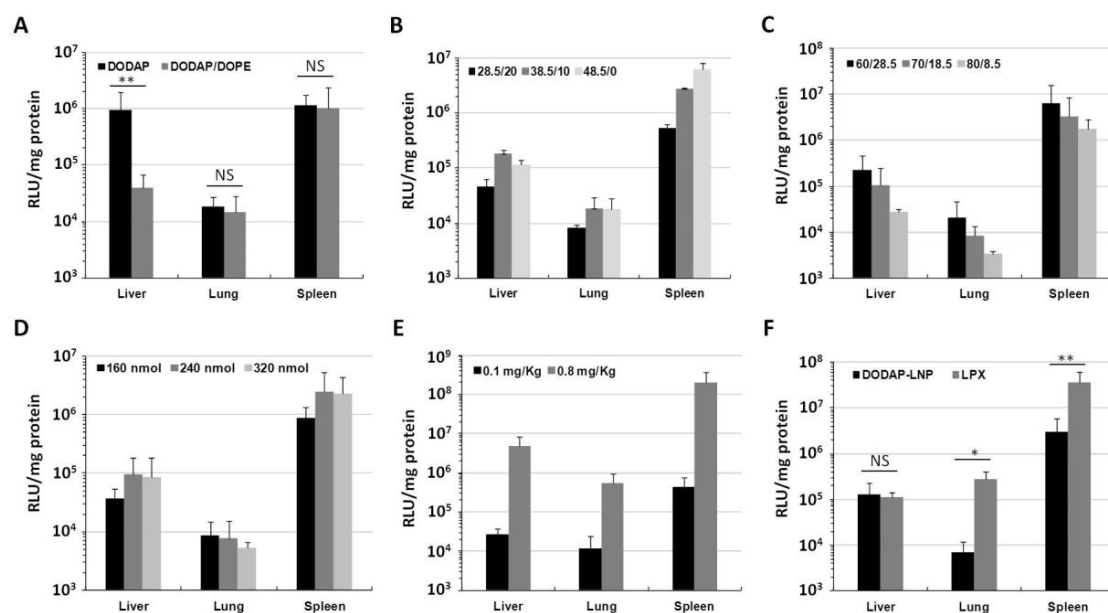 A
DODAP DODAP/DOPE
** NS NS
RLU/mg protein
10⁷
10⁶
10⁵
10⁴
10³
Liver Lung Spleen
B
28.5/20 38.5/10 48.5/0
RLU/mg protein
10⁷
10⁶
10⁵
10⁴
10³
Liver Lung Spleen
C
60/28.5 70/18.5 80/8.5
RLU/mg protein
10⁸
10⁷
10⁶
10⁵
10⁴
10³
Liver Lung Spleen
D
160 nmol 240 nmol 320 nmol
RLU/mg protein
10⁷
10⁶
10⁵
10⁴
10³
Liver Lung Spleen
E
0.1 mg/Kg 0.8 mg/Kg
RLU/mg protein
10⁹
10⁸
10⁷
10⁶
10⁵
10⁴
10³
Liver Lung Spleen
F
DODAP-LNP LPX
NS * **
RLU/mg protein
10⁸
10⁷
10⁶
10⁵
10⁴
10³
Liver Lung Spleen